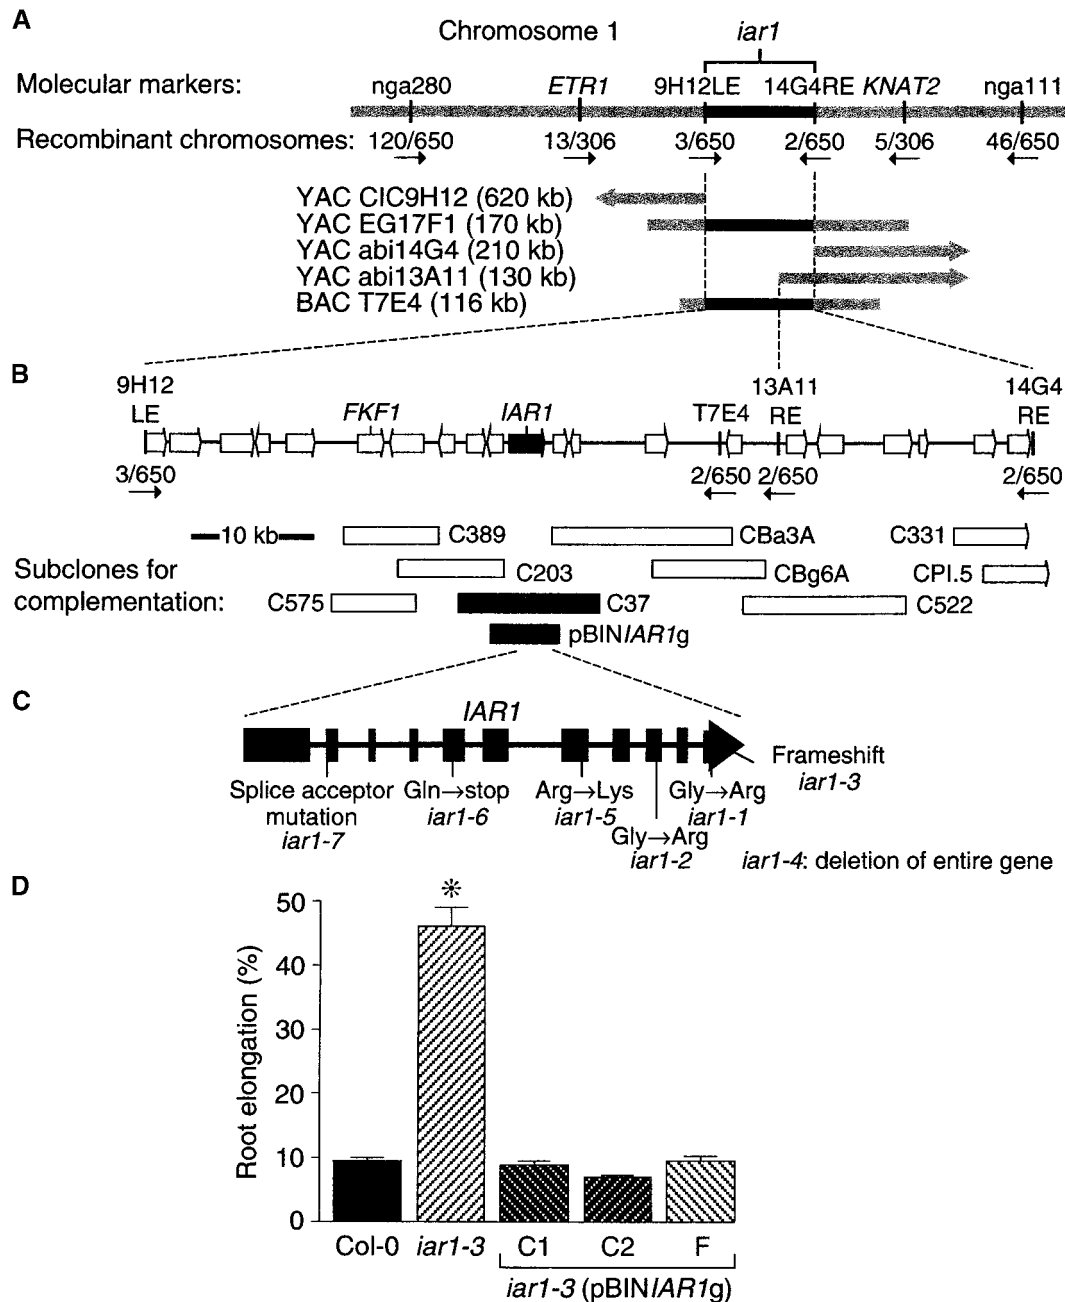 A
Chromosome 1 iar1
Molecular markers: nga280 ETR1 9H12LE 14G4RE KNAT2 nga111
Recombinant chromosomes: 120/650 13/306 3/650 2/650 5/306 46/650
YAC CIC9H12 (620 kb)
YAC EG17F1 (170 kb)
YAC abi14G4 (210 kb)
YAC abi13A11 (130 kb)
BAC T7E4 (116 kb)
B
9H12 13A11 14G4
LE FKF1 IAR1 T7E4 RE RE
3/650 2/650 2/650 2/650
10 kb C389 CBa3A C331
Subclones for C203 CBg6A CPI.5
complementation: C575 C37 C522
pBINIAR1g
C
IAR1
Frameshift
iar1-3
Splice acceptor Gln→stop Arg→Lys Gly→Arg
mutation iar1-6 iar1-5 iar1-1
iar1-7 Gly→Arg
iar1-2 iar1-4: deletion of entire gene
D
Root elongation (%)
50
40
30
20
10
0
*
Col-0 iar1-3 C1 C2 F
iar1-3 (pBINIAR1g)